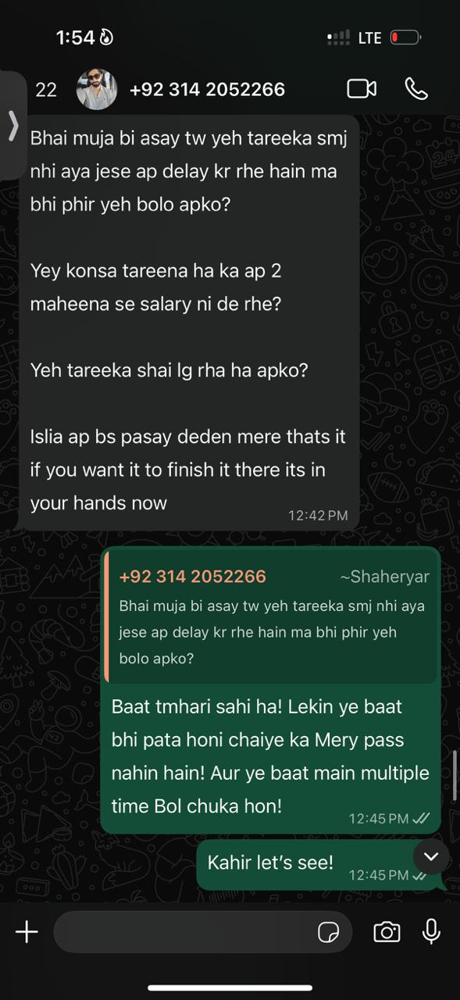 1:54
LTE
22
+92 314 2052266
Bhai muja bi asay tw yeh tareeka smj
nhi aya jese ap delay kr rhe hain ma
bhi phir yeh bolo apko?
Yey konsa tareena ha ka ap 2
maheena se salary ni de rhe?
Yeh tareeka shai lg rha ha apko?
Islia ap bs pasay deden mere thats it
if you want it to finish it there its in
your hands now
12:42 PM
+92 314 2052266 ~Shaheryar
Bhai muja bi asay tw yeh tareeka smj nhi aya
jese ap delay kr rhe hain ma bhi phir yeh
bolo apko?
Baat tmhari sahi ha! Lekin ye baat
bhi pata honi chaiye ka Mery pass
nahin hain! Aur ye baat main multiple
time Bol chuka hon!
12:45 PM
Kahir let's see!
12:45 PM